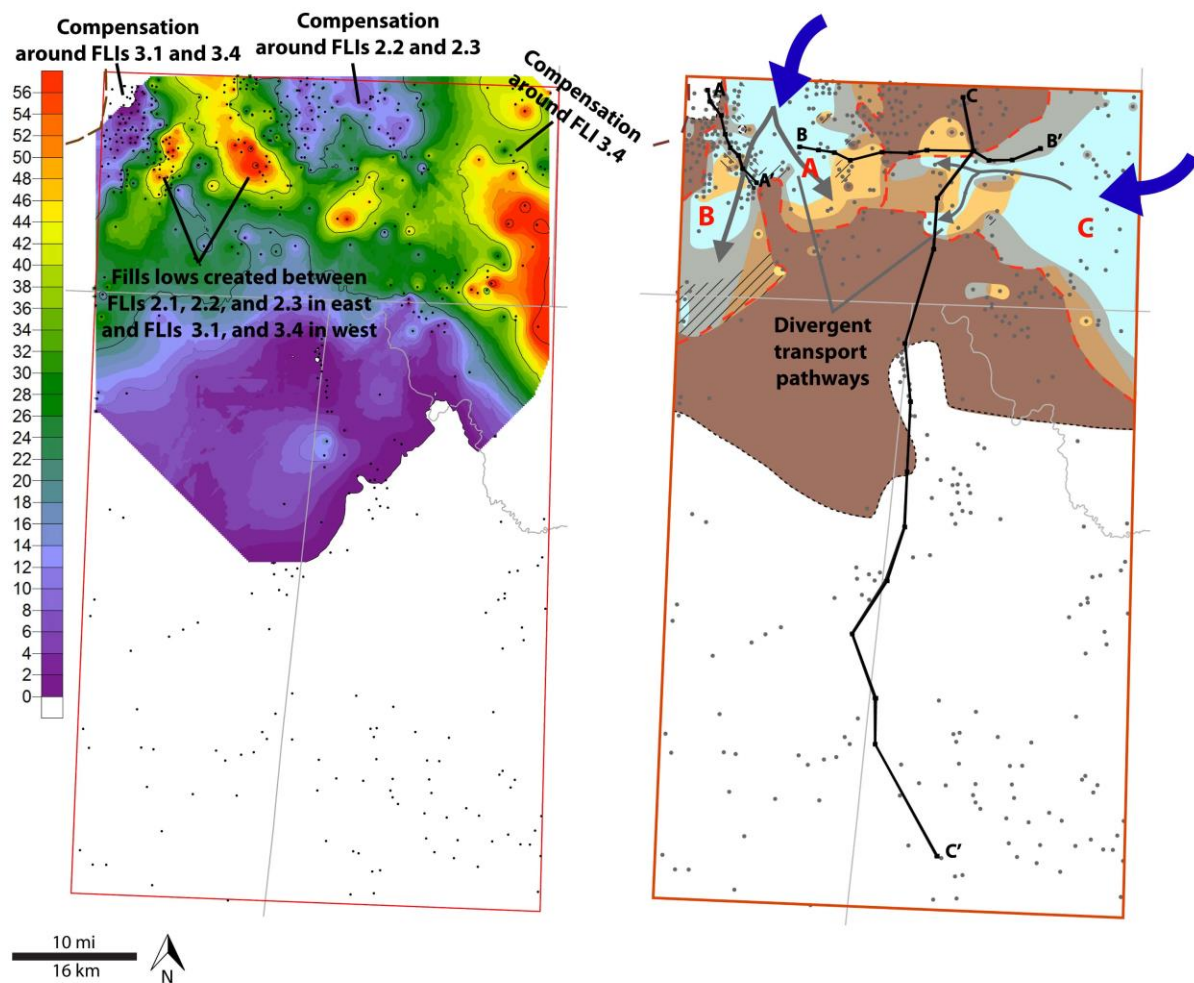 Compensation
around FLIs 3.1 and 3.4
Compensation
around FLIs 2.2 and 2.3
Compensation
around FLI 3.4
56
54
52
50
48
46
44
42
40
38
36
34
32
30
28
26
24
22
20
18
16
14
12
10
8
6
4
2
0
Fills lows created between
FLIs 2.1, 2.2, and 2.3 in east
and FLIs 3.1, and 3.4 in west
A
C
B
B'
A
A'
B
C
Divergent
transport
pathways
C'
10 mi
16 km
N